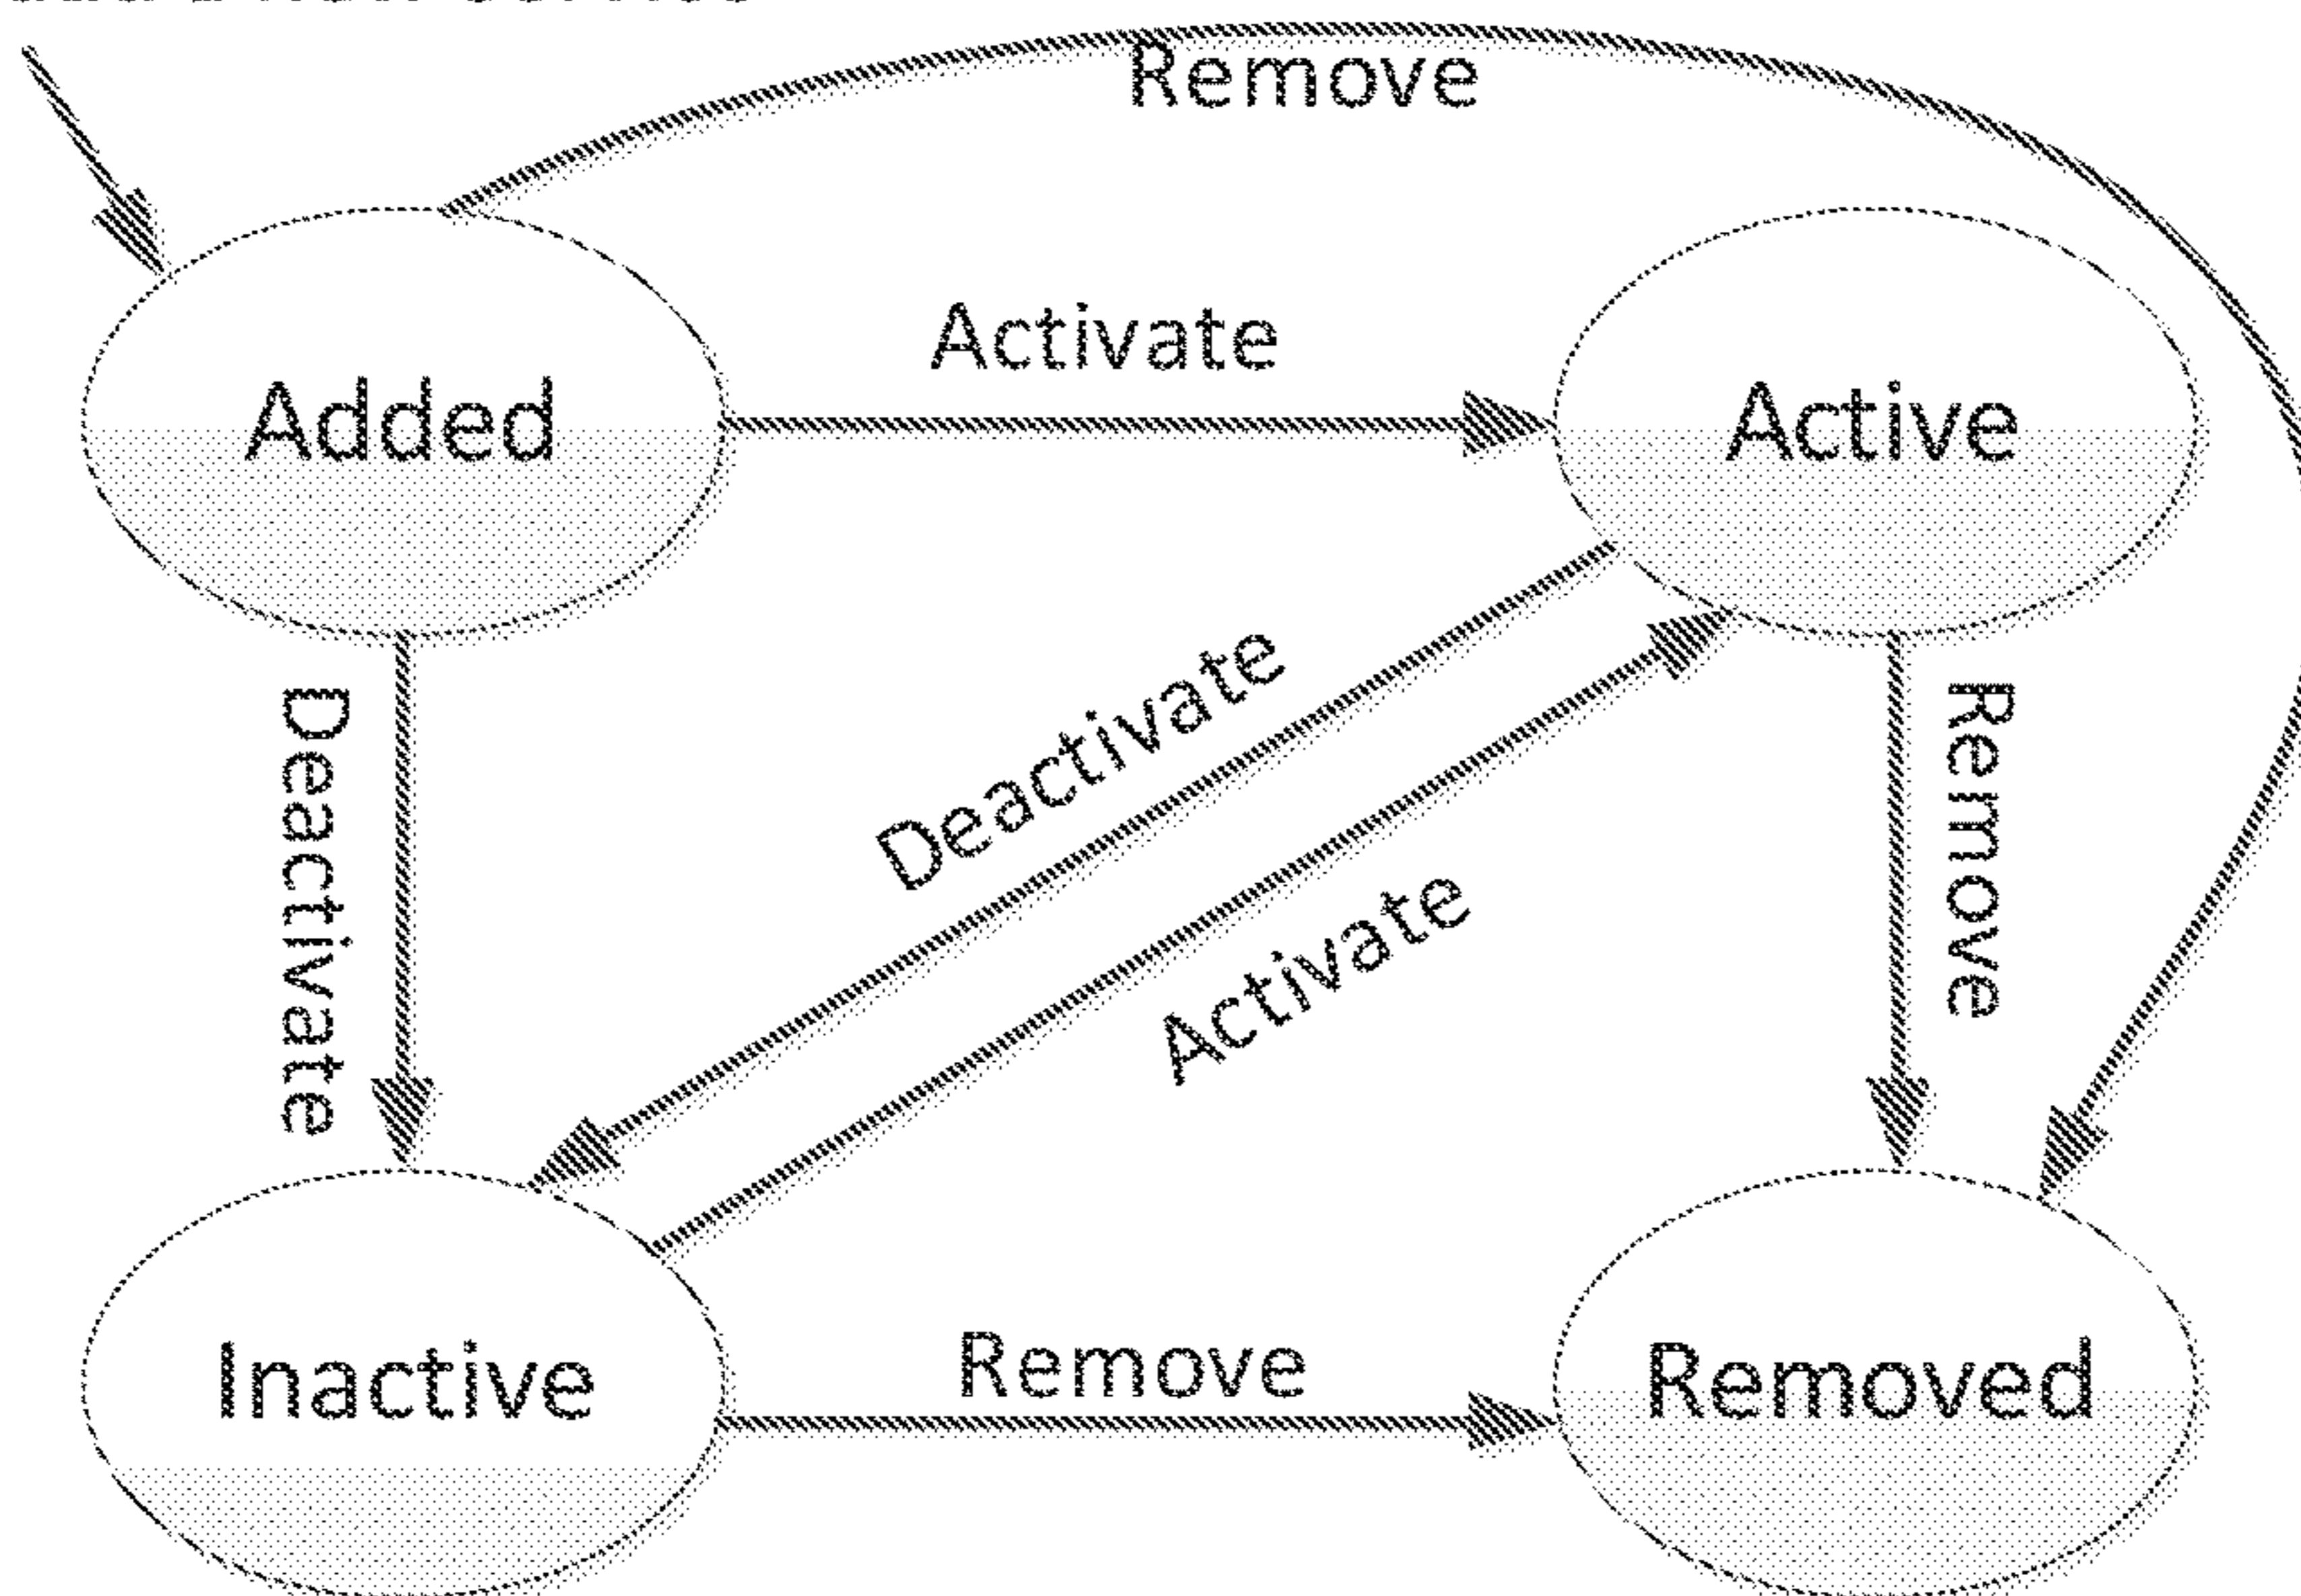 Remove
Activate
Added
Active
Deactivate
Deactivate
Activate
Remove
Inactive
Remove
Removed